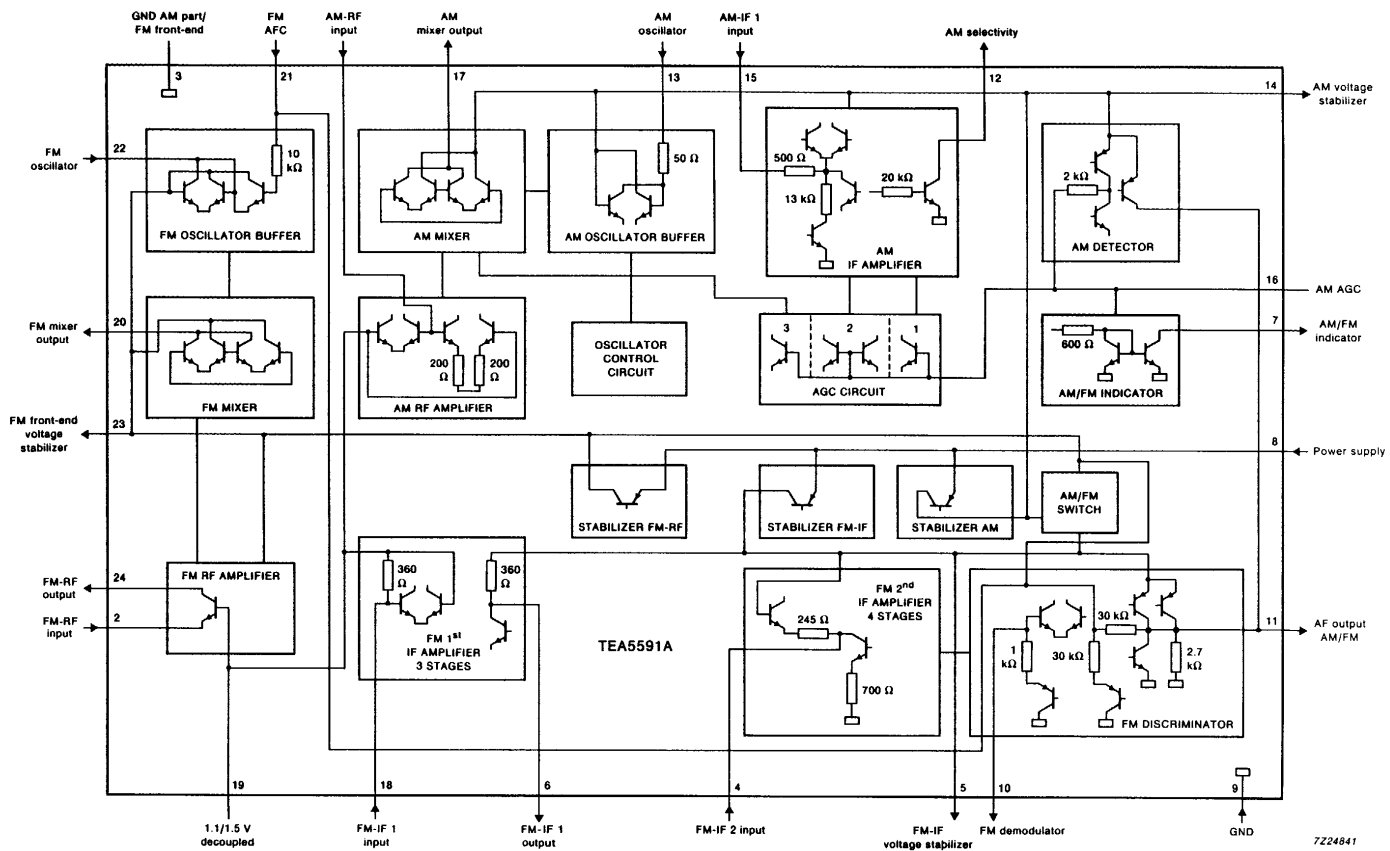 GND AM part/
FM front-end
FM
AFC
AM-RF
input
AM
mixer output
AM
oscillator
AM-IF 1
input
AM selectivity
3
21
17
13
15
12
14
AM voltage
stabilizer
22
FM
oscillator
10
kΩ
FM OSCILLATOR BUFFER
AM MIXER
50 Ω
AM OSCILLATOR BUFFER
500 Ω
13 kΩ
20 kΩ
AM
IF AMPLIFIER
2 kΩ
AM DETECTOR
16
AM AGC
20
FM mixer
output
FM MIXER
200
Ω
200
Ω
AM RF AMPLIFIER
OSCILLATOR
CONTROL
CIRCUIT
3
2
1
AGC CIRCUIT
600 Ω
AM/FM INDICATOR
7
AM/FM
indicator
FM front-end
voltage
stabilizer
23
8
Power supply
STABILIZER FM-RF
STABILIZER FM-IF
STABILIZER AM
AM/FM
SWITCH
FM RF AMPLIFIER
24
FM-RF
output
FM-RF
input
2
360
Ω
360
Ω
FM 1st
IF AMPLIFIER
3 STAGES
TEA5591A
FM 2nd
IF AMPLIFIER
4 STAGES
245 Ω
700 Ω
30 kΩ
1
kΩ
30 kΩ
2.7
kΩ
FM DISCRIMINATOR
11
AF output
AM/FM
19
18
6
4
5
10
9
1.1/1.5 V
decoupled
FM-IF 1
input
FM-IF 1
output
FM-IF 2 input
FM-IF
voltage stabilizer
FM demodulator
GND
7Z24841